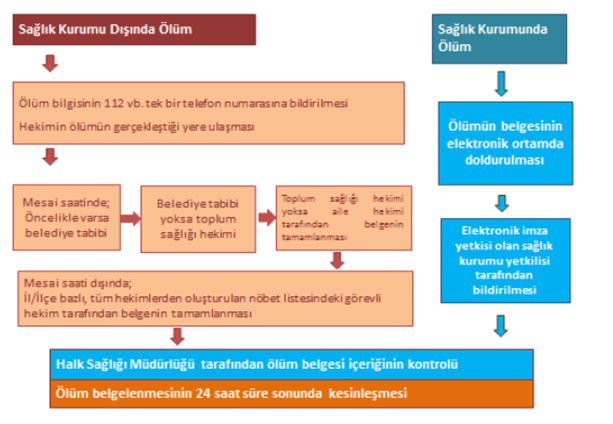 Sağlık Kurumu Dışında Ölüm
Ölüm bilgisinin 112 vb. tek bir telefon numarasına bildirilmesi
Hekimin ölümün gerçekleştiği yere ulaşması
Mesai saatinde;
Öncelikle varsa
belediye tabibi
Belediye tabibi
yoksa toplum
sağlığı hekimi
Toplum sağlığı hekimi
yoksa aile hekimi
tarafından belgenin
tamamlanması
Mesai saati dışında;
İl/İlçe bazlı, tüm hekimlerden oluşturulan nöbet listesindeki görevli
hekim tarafından belgenin tamamlanması
Sağlık Kurumunda
Ölüm
Ölümün belgesinin
elektronik ortamda
doldurulması
Elektronik imza
yetkisi olan sağlık
kurumu yetkilisi
tarafından
bildirilmesi
Halk Sağlığı Müdürlüğü tarafından ölüm belgesi içeriğinin kontrolü
Ölüm belgelenmesinin 24 saat süre sonunda kesinleşmesi